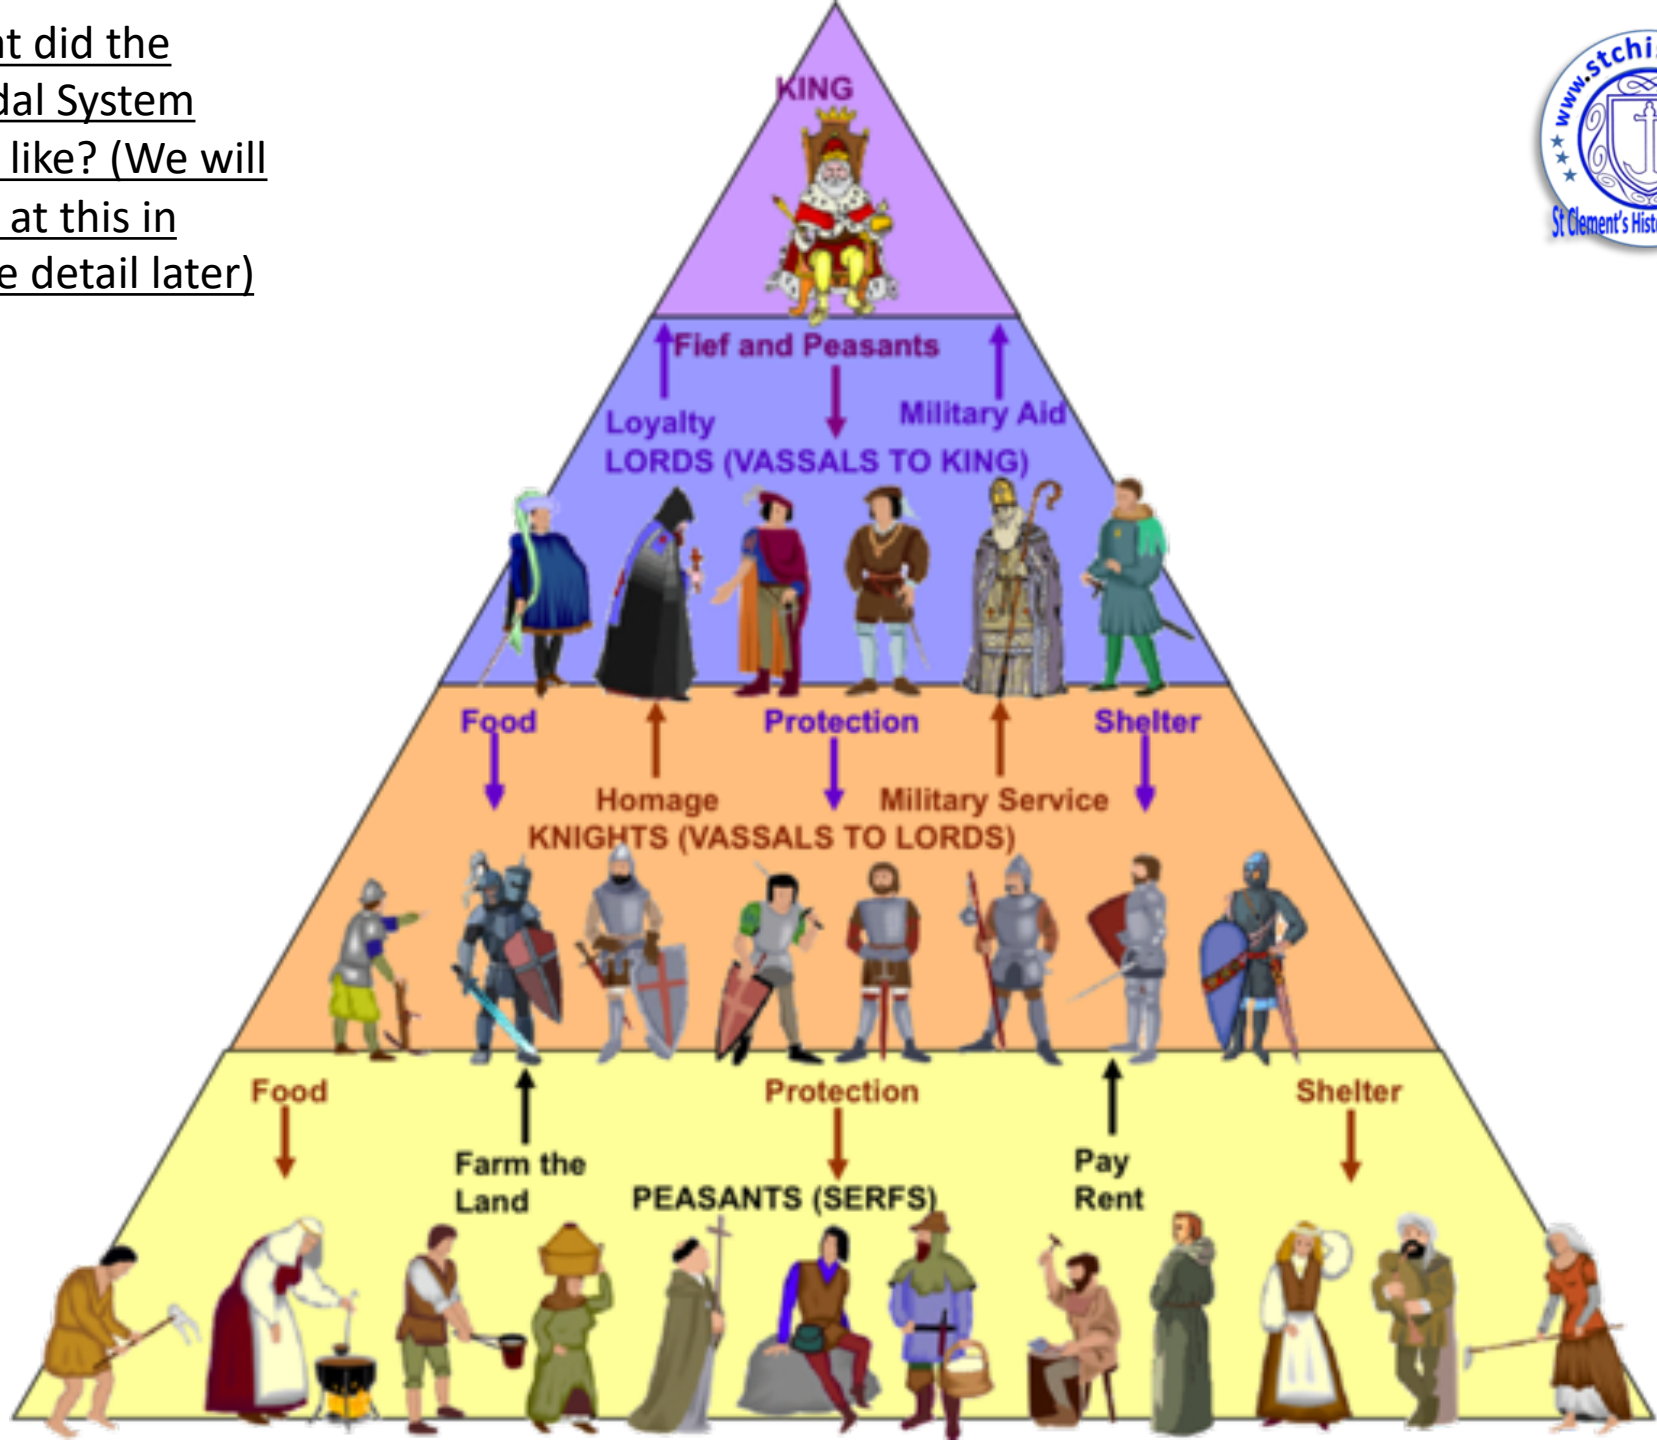 t did the
dal System
like? (We will
at this in
e detail later)
www.stchi
St Clement's Hist
KING
Fief and Peasants
Loyalty
Military Aid
LORDS (VASSALS TO KING)
Food
Protection
Shelter
Homage
Military Service
KNIGHTS (VASSALS TO LORDS)
Food
Protection
Shelter
Farm the
Land
Pay
Rent
PEASANTS (SERFS)